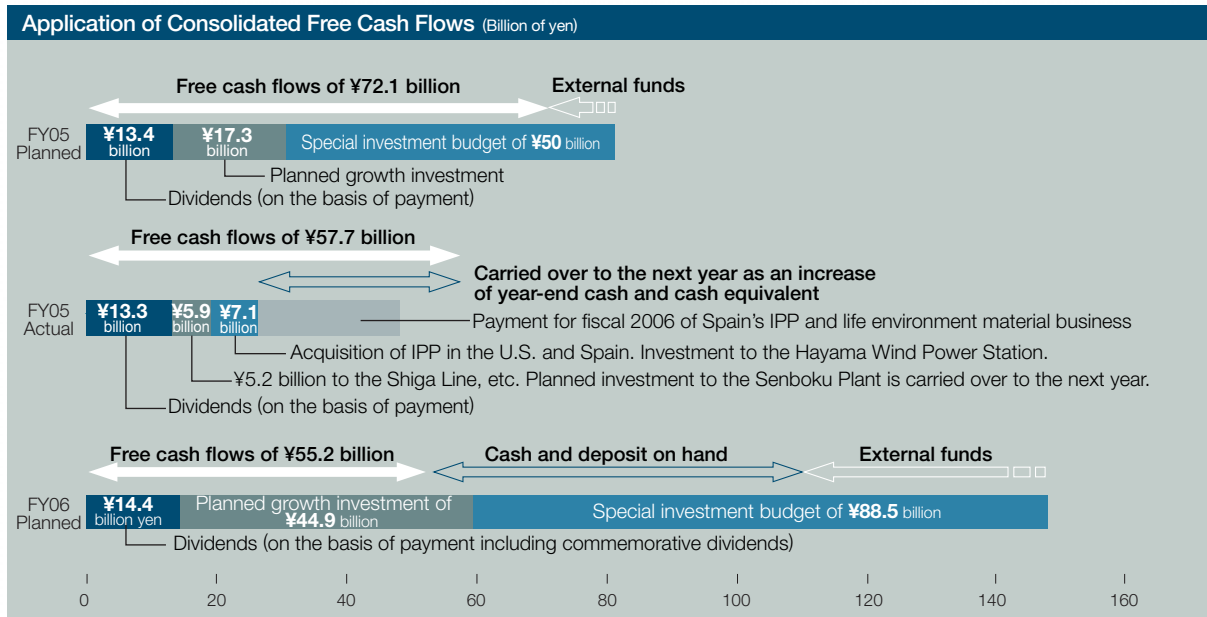 Application of Consolidated Free Cash Flows (Billion of yen)
Free cash flows of ¥72.1 billion
External funds
FY05
Planned
¥13.4
billion
¥17.3
billion
Special investment budget of ¥50 billion
Planned growth investment
Dividends (on the basis of payment)
Free cash flows of ¥57.7 billion
Carried over to the next year as an increase
of year-end cash and cash equivalent
FY05
Actual
¥13.3
billion
¥5.9
billion
¥7.1
billion
Payment for fiscal 2006 of Spain's IPP and life environment material business
Acquisition of IPP in the U.S. and Spain. Investment to the Hayama Wind Power Station.
¥5.2 billion to the Shiga Line, etc. Planned investment to the Senboku Plant is carried over to the next year.
Dividends (on the basis of payment)
Free cash flows of ¥55.2 billion
Cash and deposit on hand
External funds
FY06
Planned
¥14.4
billion yen
Planned growth investment of
¥44.9 billion
Special investment budget of ¥88.5 billion
Dividends (on the basis of payment including commemorative dividends)
0 20 40 60 80 100 120 140 160